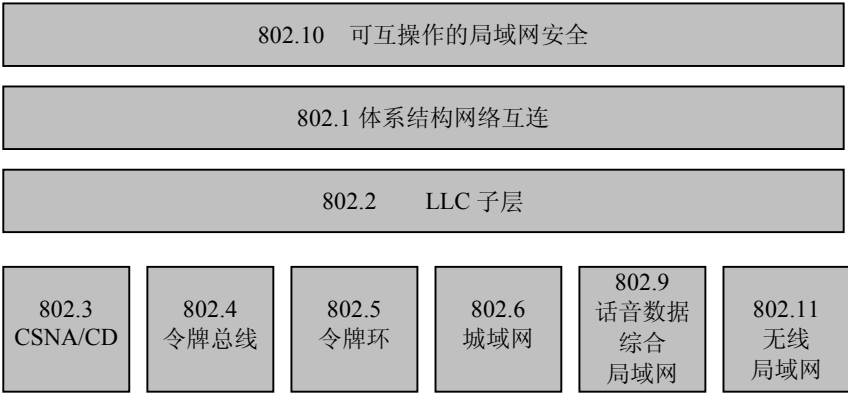 802.10 可互操作的局域网安全
802.1 体系结构网络互连
802.2 LLC 子层
802.3
CSNA/CD
802.4
令牌总线
802.5
令牌环
802.6
城域网
802.9
话音数据
综合
局域网
802.11
无线
局域网